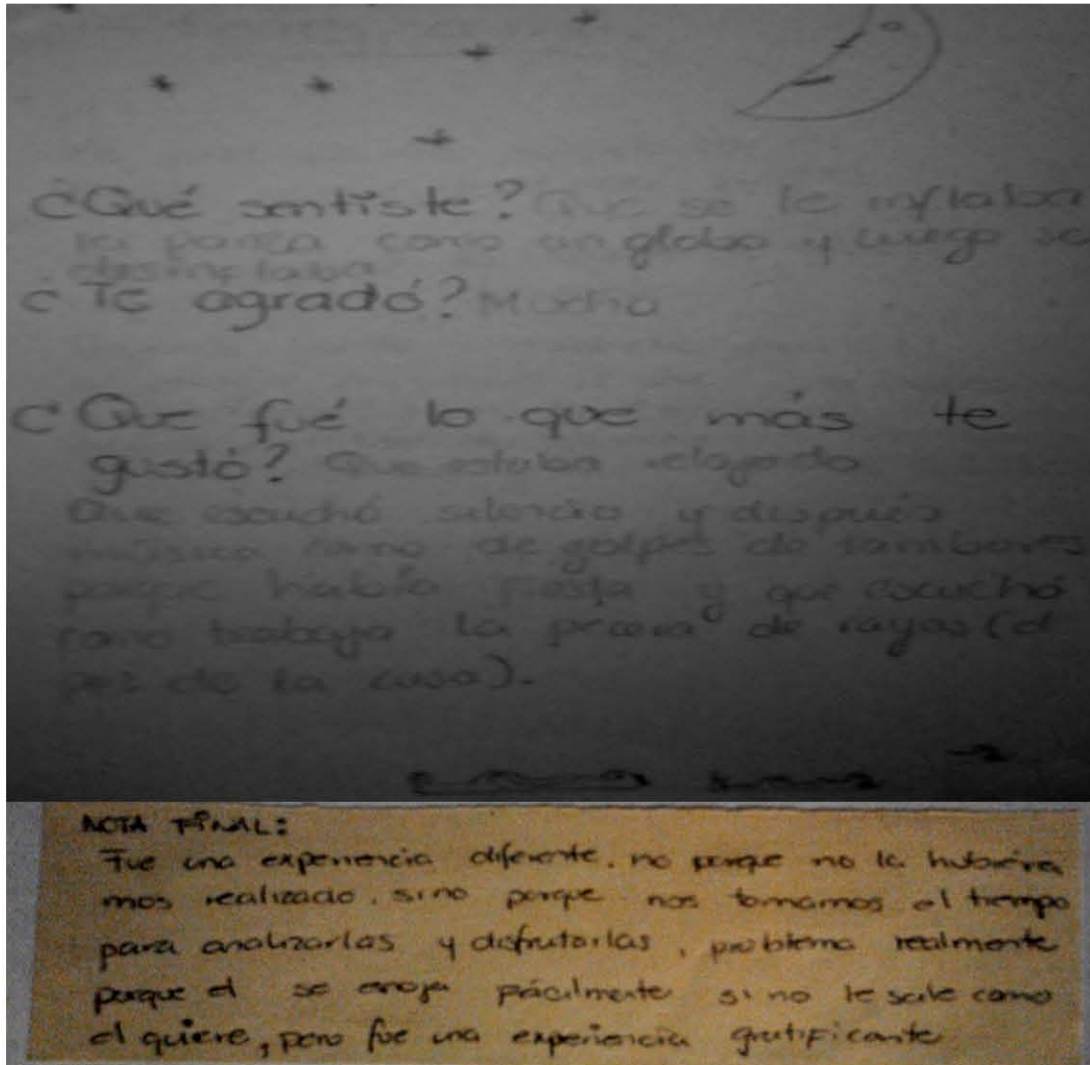 ¿Qué sentiste? Que se le inflaba
la panza como un globo y luego se
desinflaba
¿Te agradó? Mucho
¿Que fué lo que más te
gustó? Que estaba relajado
Que escuchó silencio y después
música como de golpes de tambores
porque había fiesta y que escuchó
como trabaja la pecera de rayas (el
pez de la casa).
NOTA FINAL:
Fue una experiencia diferente. no porque no la hubiéra
mos realizado. sino porque nos tomamos el tiempo
para analizarlas y disfrutarlas, problema realmente
porque el se enoja fácilmente si no le sale como
el quiere, pero fue una experiencia gratificante